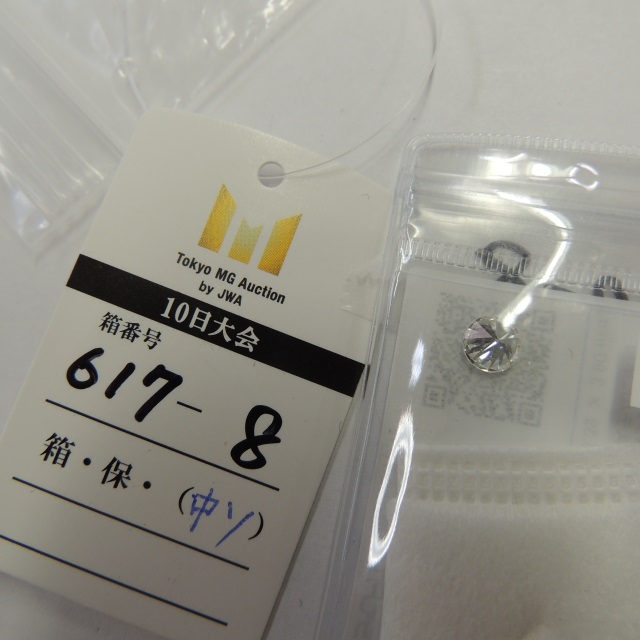 Tokyo MG Auction
by JWA
10日大会
箱番号
617-8
箱・保・(中ソ)